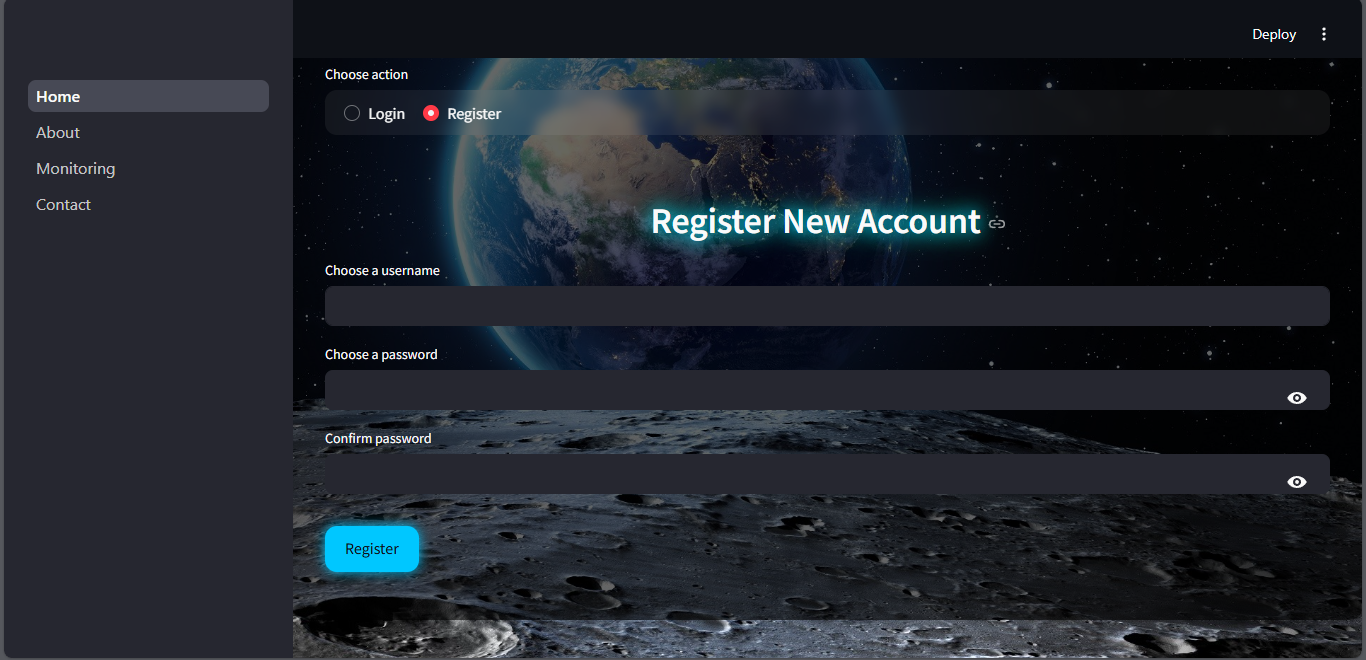 Deploy
Home
About
Monitoring
Contact
Choose action
Login
Register
Register New Account
Choose a username
Choose a password
Confirm password
Register